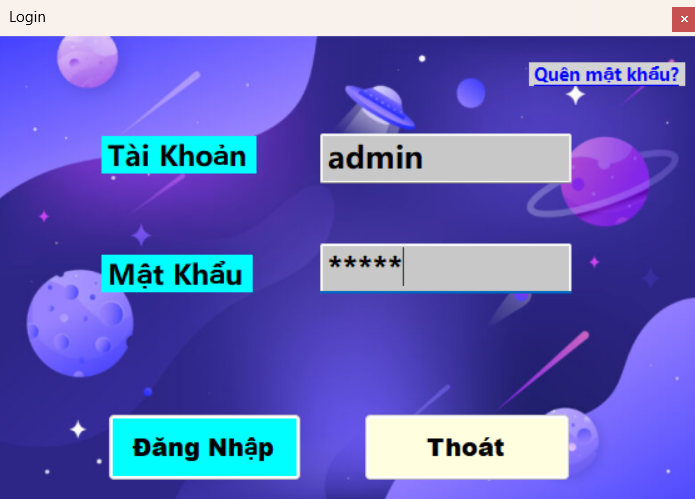 Login
Quên mật khẩu?
Tài Khoản
admin
Mật Khẩu
*****
Đăng Nhập
Thoát